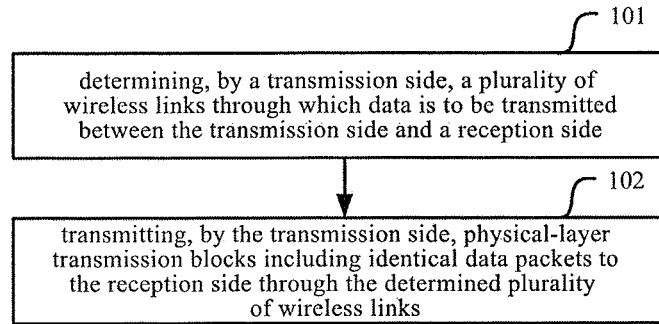 101
determining, by a transmission side, a plurality of
wireless links through which data is to be transmitted
between the transmission side and a reception side
102
transmitting, by the transmission side, physical-layer
transmission blocks including identical data packets to
the reception side through the determined plurality
of wireless links